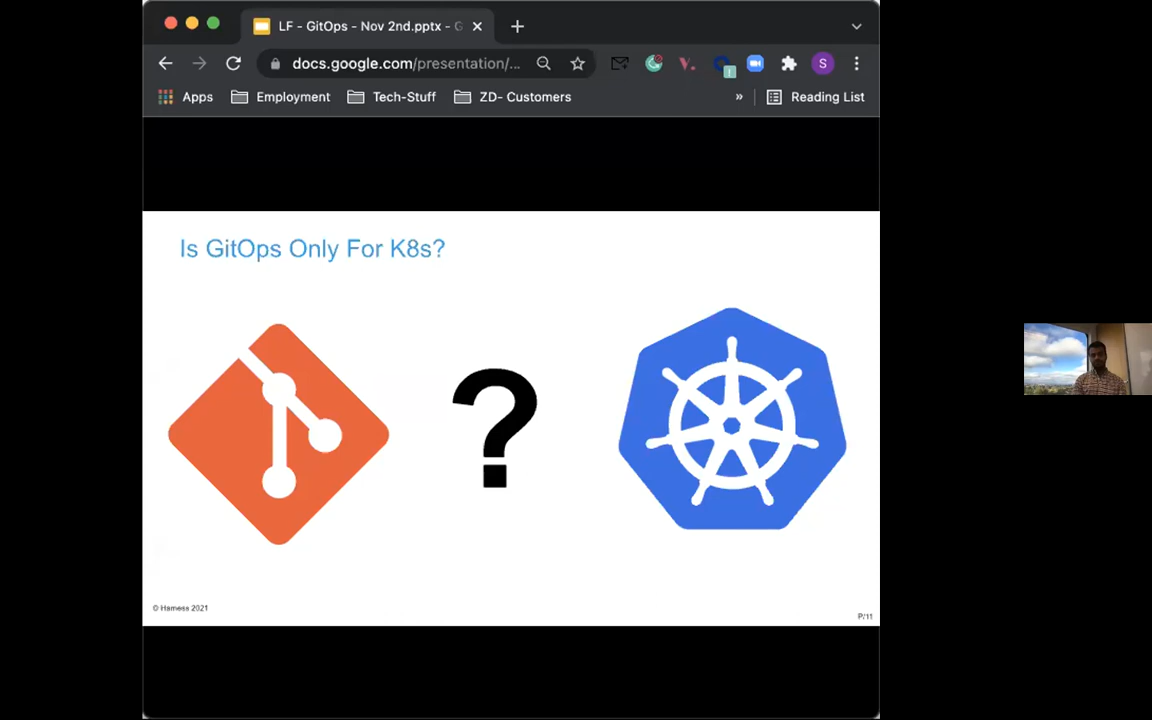 LF - GitOps - Nov 2nd.pptx - G
docs.google.com/presentation/...
V.
S
Apps
Employment
Tech-Stuff
ZD- Customers
»
Reading List
Is GitOps Only For K8s?
?
© Harness 2021
P/11